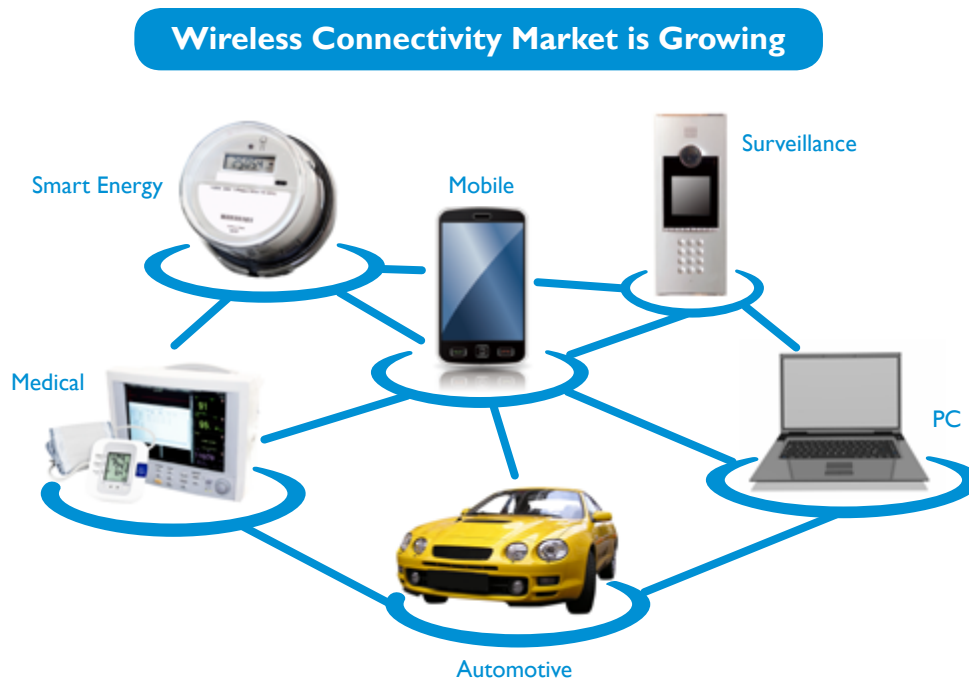 Wireless Connectivity Market is Growing
Surveillance
Smart Energy
Mobile
Medical
PC
Automotive